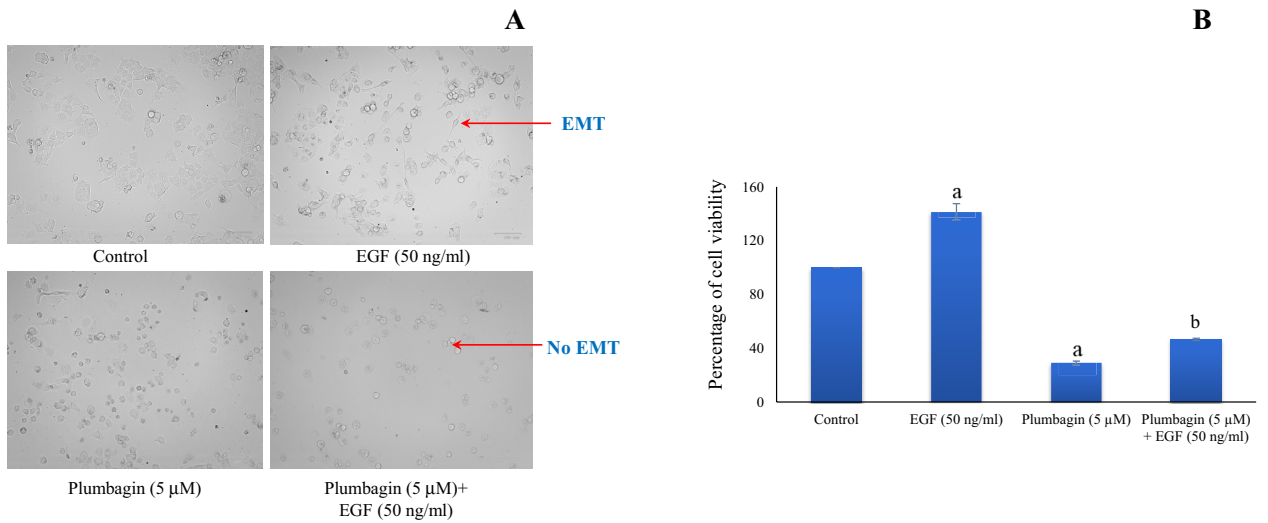 A
EMT
Control
EGF (50 ng/ml)
No EMT
Plumbagin (5 µM)
Plumbagin (5 µM)+
EGF (50 ng/ml)
B
Percentage of cell viability
160
120
80
40
0
a
a
b
Control
EGF (50 ng/ml)
Plumbagin (5 µM)
Plumbagin (5 µM)
+ EGF (50 ng/ml)